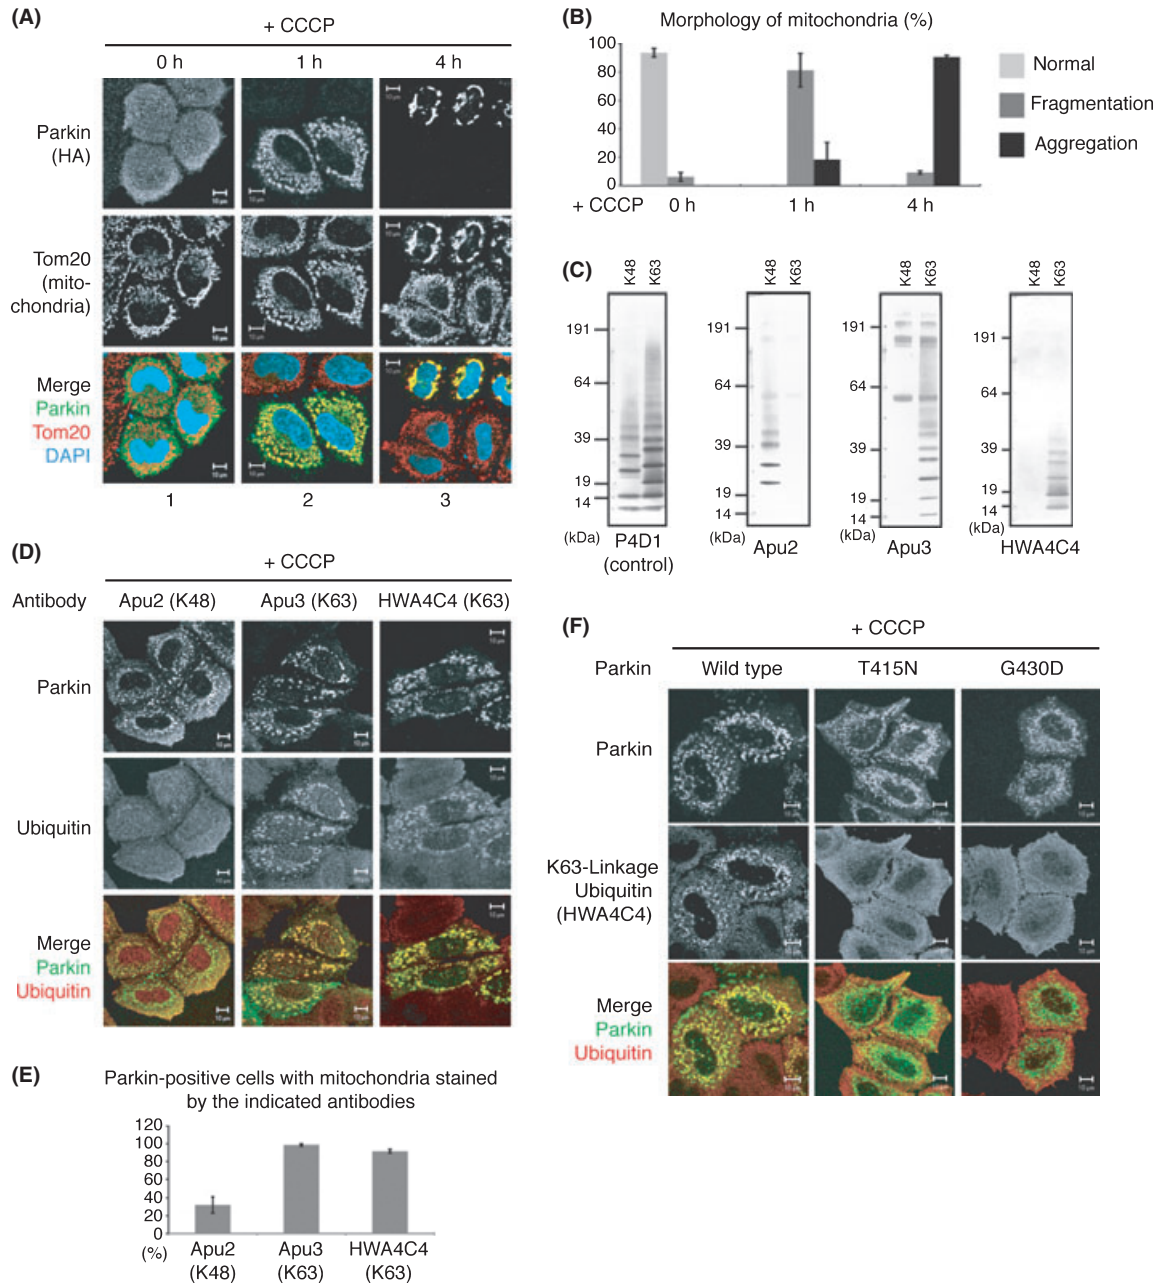 (A)
+ CCCP
0 h 1 h 4 h
Parkin
(HA)
Tom20
(mito-
chondria)
Merge
Parkin
Tom20
DAPI
10 µm
1 2 3
(B)
Morphology of mitochondria (%)
100
80
60
40
20
0
+ CCCP 0 h 1 h 4 h
Normal
Fragmentation
Aggregation
(C)
K48 K63 K48 K63 K48 K63 K48 K63
191 191 191 191
64 64 64 64
39 39 39 39
19 19 19 19
14 14 14 14
(kDa) (kDa) (kDa) (kDa)
P4D1
(control)
Apu2
Apu3
HWA4C4
(D)
+ CCCP
Antibody Apu2 (K48) Apu3 (K63) HWA4C4 (K63)
Parkin
Ubiquitin
Merge
Parkin
Ubiquitin
10 µm
(E)
Parkin-positive cells with mitochondria stained
by the indicated antibodies
120
100
80
60
40
20
0
(%)
Apu2 Apu3 HWA4C4
(K48) (K63) (K63)
(F)
+ CCCP
Parkin Wild type T415N G430D
Parkin
K63-Linkage
Ubiquitin
(HWA4C4)
Merge
Parkin
Ubiquitin
10 µm